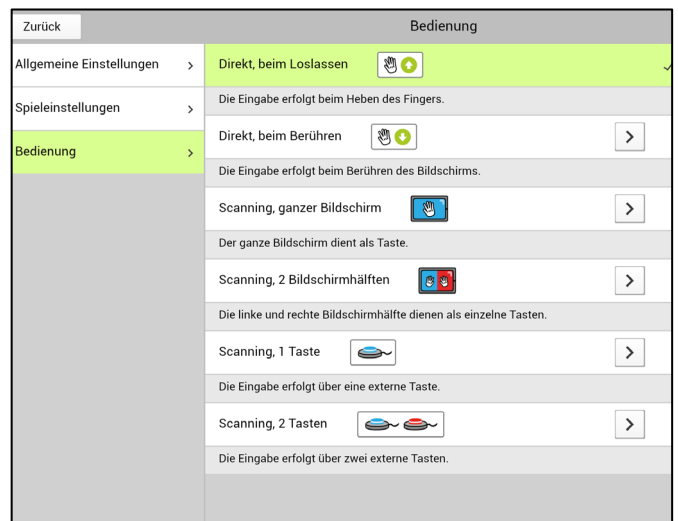 Zurück
Bedienung
Allgemeine Einstellungen
Spieleinstellungen
Bedienung
Direkt, beim Loslassen
Die Eingabe erfolgt beim Heben des Fingers.
Direkt, beim Berühren
Die Eingabe erfolgt beim Berühren des Bildschirms.
Scanning, ganzer Bildschirm
Der ganze Bildschirm dient als Taste.
Scanning, 2 Bildschirmhälften
Die linke und rechte Bildschirmhälfte dienen als einzelne Tasten.
Scanning, 1 Taste
Die Eingabe erfolgt über eine externe Taste.
Scanning, 2 Tasten
Die Eingabe erfolgt über zwei externe Tasten.